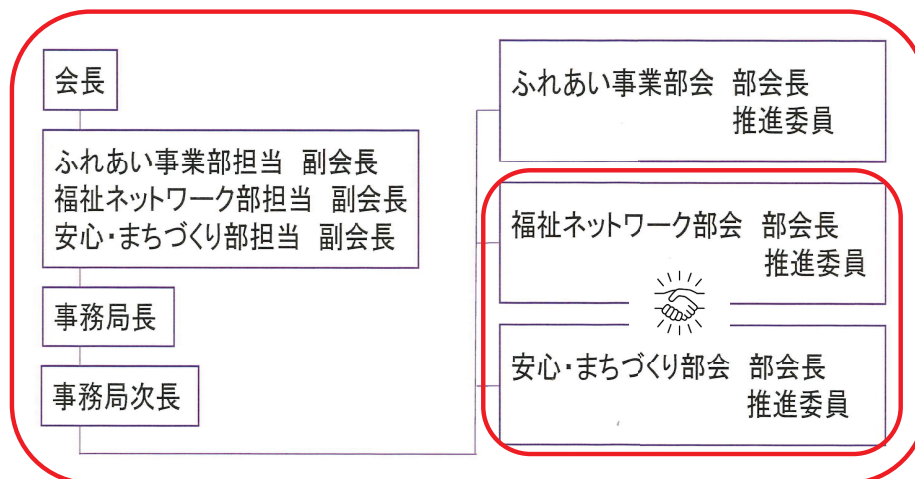 会長
ふれあい事業部担当 副会長
福祉ネットワーク部担当 副会長
安心・まちづくり部担当 副会長
事務局長
事務局次長
ふれあい事業部会 部会長
推進委員
福祉ネットワーク部会 部会長
推進委員
安心・まちづくり部会 部会長
推進委員